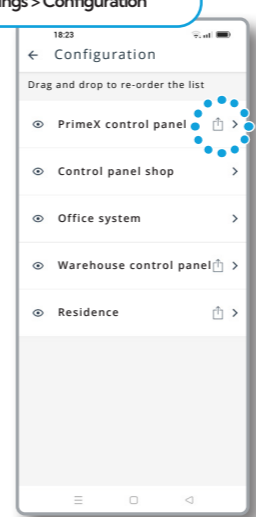 > Configuration
18:23
Configuration
Drag and drop to re-order the list
PrimeX control panel
Control panel shop
Office system
Warehouse control panel
Residence